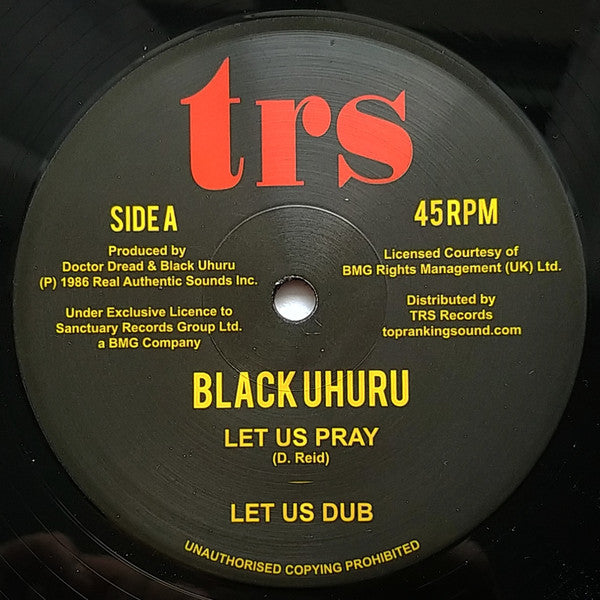 trs
SIDE A
45RPM
Produced by
Doctor Dread & Black Uhuru
(P) 1986 Real Authentic Sounds Inc.
Under Exclusive Licence to
Sanctuary Records Group Ltd.
a BMG Company
Licensed Courtesy of
BMG Rights Management (UK) Ltd.
Distributed by
TRS Records
toprankingsound.com
BLACK UHURU
LET US PRAY
(D. Reid)
LET US DUB
UNAUTHORISED COPYING PROHIBITED